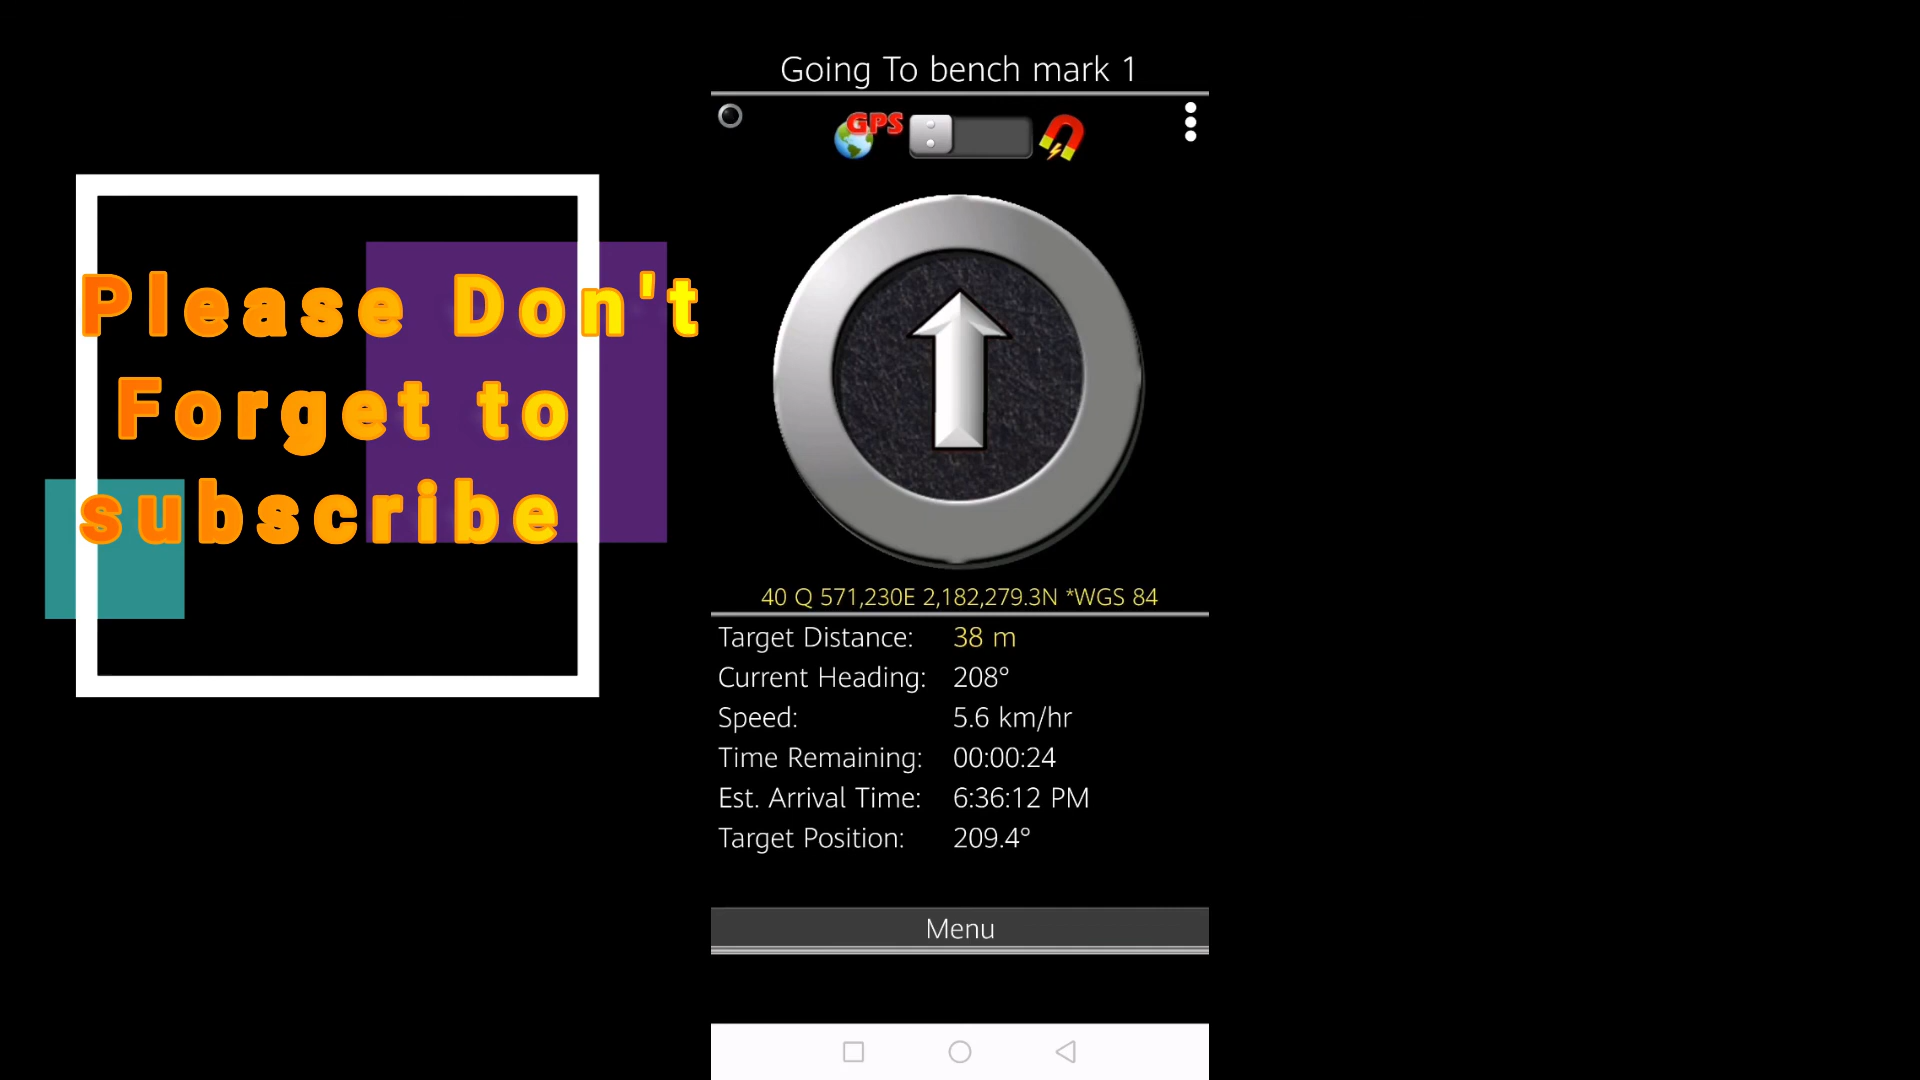 Please Don't
Forget to
subscribe
Going To bench mark 1
GPS
40 Q 571,230E 2,182,279.3N *WGS 84
Target Distance: 38 m
Current Heading: 208°
Speed: 5.6 km/hr
Time Remaining: 00:00:24
Est. Arrival Time: 6:36:12 PM
Target Position: 209.4°
Menu